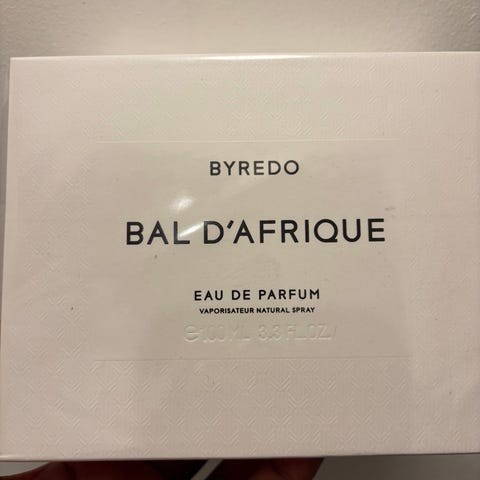 BYREDO
BAL D'AFRIQUE
EAU DE PARFUM
VAPORISATEUR NATURAL SPRAY
℮100 ML 3.3 FL.OZ/